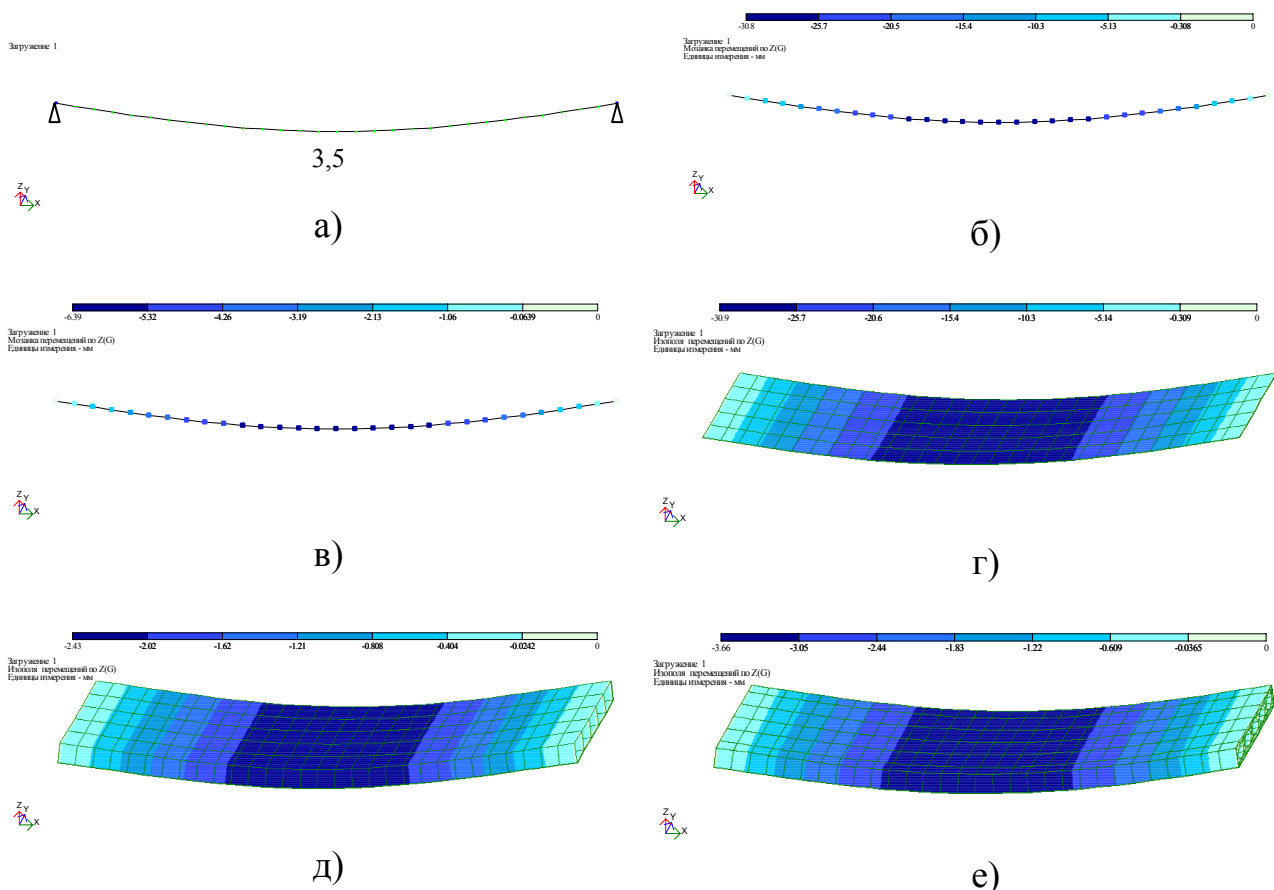 Загружение 1
3,5
Z
Y
X
а)
-30.8 -25.7 -20.5 -15.4 -10.3 -5.13 -0.308 0
Загружение 1
Мозаика перемещений по Z(G)
Единицы измерения - мм
Z
Y
X
б)
-6.39 -5.32 -4.26 -3.19 -2.13 -1.06 -0.0639 0
Загружение 1
Мозаика перемещений по Z(G)
Единицы измерения - мм
Z
Y
X
в)
-30.9 -25.7 -20.6 -15.4 -10.3 -5.14 -0.309 0
Загружение 1
Изополя перемещений по Z(G)
Единицы измерения - мм
Z
Y
X
г)
-2.43 -2.02 -1.62 -1.21 -0.808 -0.404 -0.0242 0
Загружение 1
Изополя перемещений по Z(G)
Единицы измерения - мм
Z
Y
X
д)
-3.66 -3.05 -2.44 -1.83 -1.22 -0.609 -0.0365 0
Загружение 1
Изополя перемещений по Z(G)
Единицы измерения - мм
Z
Y
X
е)